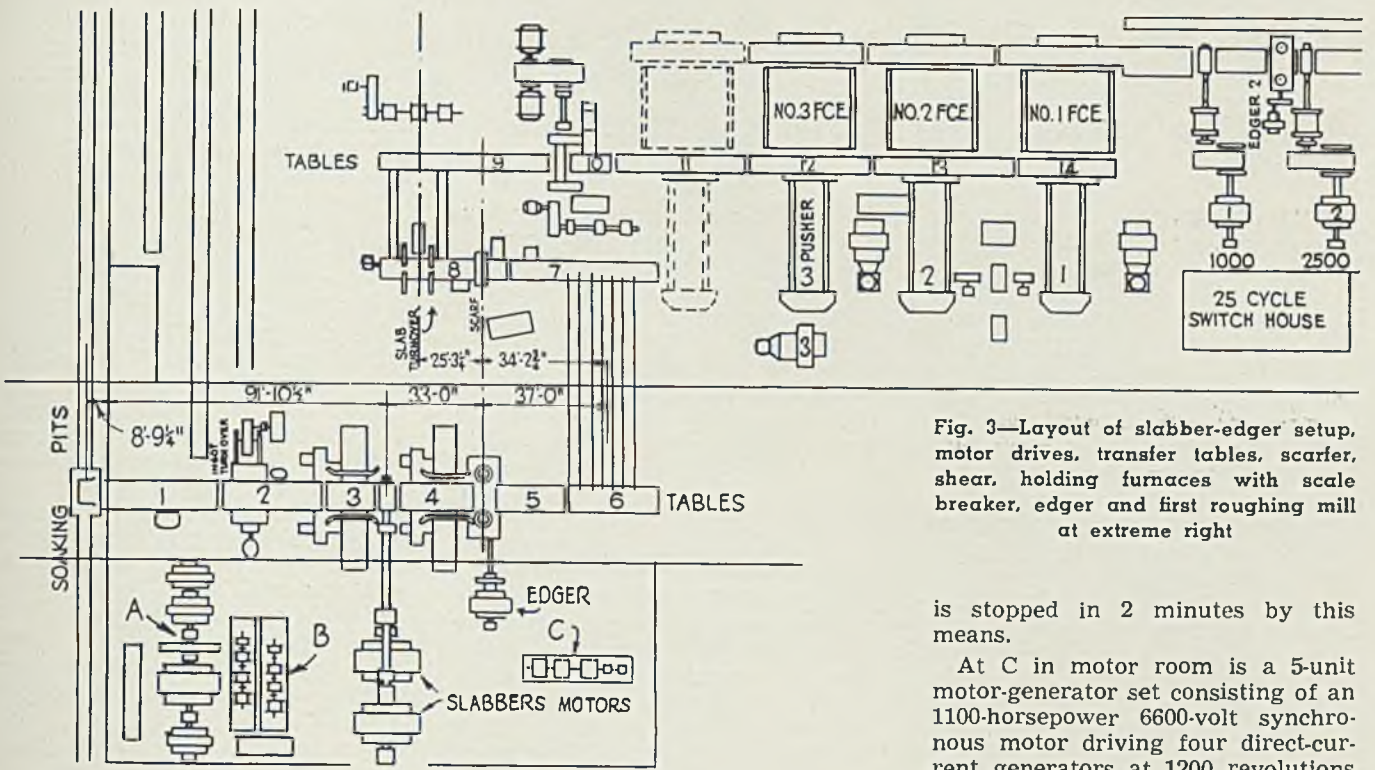 NO.3 FCE.
NO.2 FCE.
NO.1 FCE.
EDGER 2
TABLES
9
10
11
12
13
14
3 PUSHER
2
1
1
2
1000
2500
8
7
25 CYCLE
SWITCH HOUSE
SLAB
TURNOVER
SCARF
3
25'-3¼"
34'-2¾"
91'-10½"
33'-0"
37'-0"
8'-9¼"
SOAKING PITS
INGOT
TURNOVER
1
2
3
4
5
6
TABLES
A
B
EDGER
C
SLABBERS MOTORS
Fig. 3—Layout of slabber-edger setup,
motor drives, transfer tables, scarfer,
shear, holding furnaces with scale
breaker, edger and first roughing mill
at extreme right
is stopped in 2 minutes by this
means.
At C in motor room is a 5-unit
motor-generator set consisting of an
1100-horsepower 6600-volt synchro-
nous motor driving four direct-cur-
rent generators at 1200 revolutions